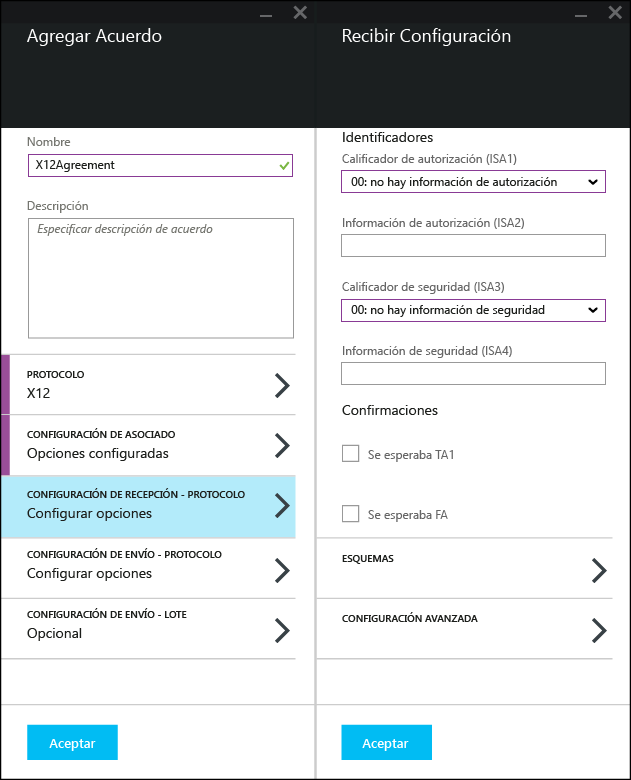 Agregar Acuerdo
Nombre
X12Agreement
Descripción
Especificar descripción de acuerdo
PROTOCOLO
X12
CONFIGURACIÓN DE ASOCIADO
Opciones configuradas
CONFIGURACIÓN DE RECEPCIÓN - PROTOCOLO
Configurar opciones
CONFIGURACIÓN DE ENVÍO - PROTOCOLO
Configurar opciones
CONFIGURACIÓN DE ENVÍO - LOTE
Opcional
Aceptar
Recibir Configuración
Identificadores
Calificador de autorización (ISA1)
00: no hay información de autorización
Información de autorización (ISA2)
Calificador de seguridad (ISA3)
00: no hay información de seguridad
Información de seguridad (ISA4)
Confirmaciones
Se esperaba TA1
Se esperaba FA
ESQUEMAS
CONFIGURACIÓN AVANZADA
Aceptar